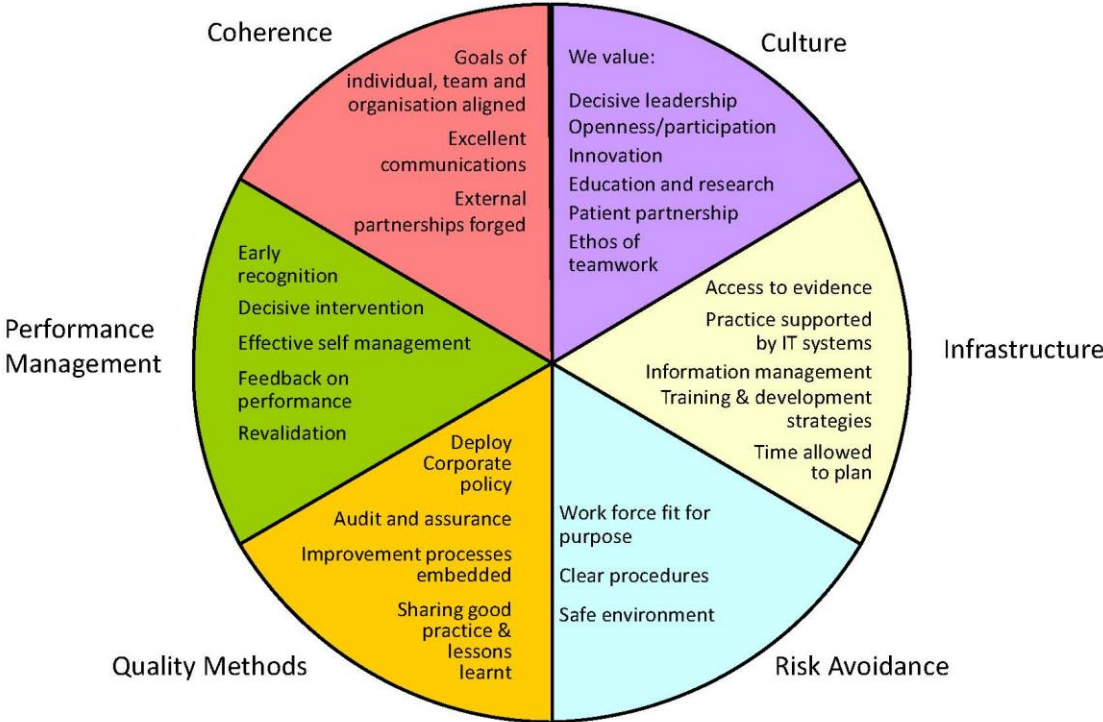 Coherence
Goals of
individual, team and
organisation aligned
Excellent
communications
External
partnerships forged
Culture
We value:
Decisive leadership
Openness/participation
Innovation
Education and research
Patient partnership
Ethos of
teamwork
Performance
Management
Early
recognition
Decisive intervention
Effective self management
Feedback on
performance
Revalidation
Infrastructure
Access to evidence
Practice supported
by IT systems
Information management
Training & development
strategies
Time allowed
to plan
Quality Methods
Deploy
Corporate
policy
Audit and assurance
Improvement processes
embedded
Sharing good
practice &
lessons
learnt
Risk Avoidance
Work force fit for
purpose
Clear procedures
Safe environment